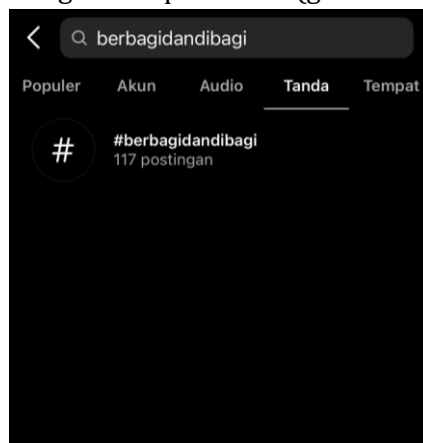 berbagidandibagi
Populer Akun Audio Tanda Tempat
#
#berbagidandibagi
117 postingan